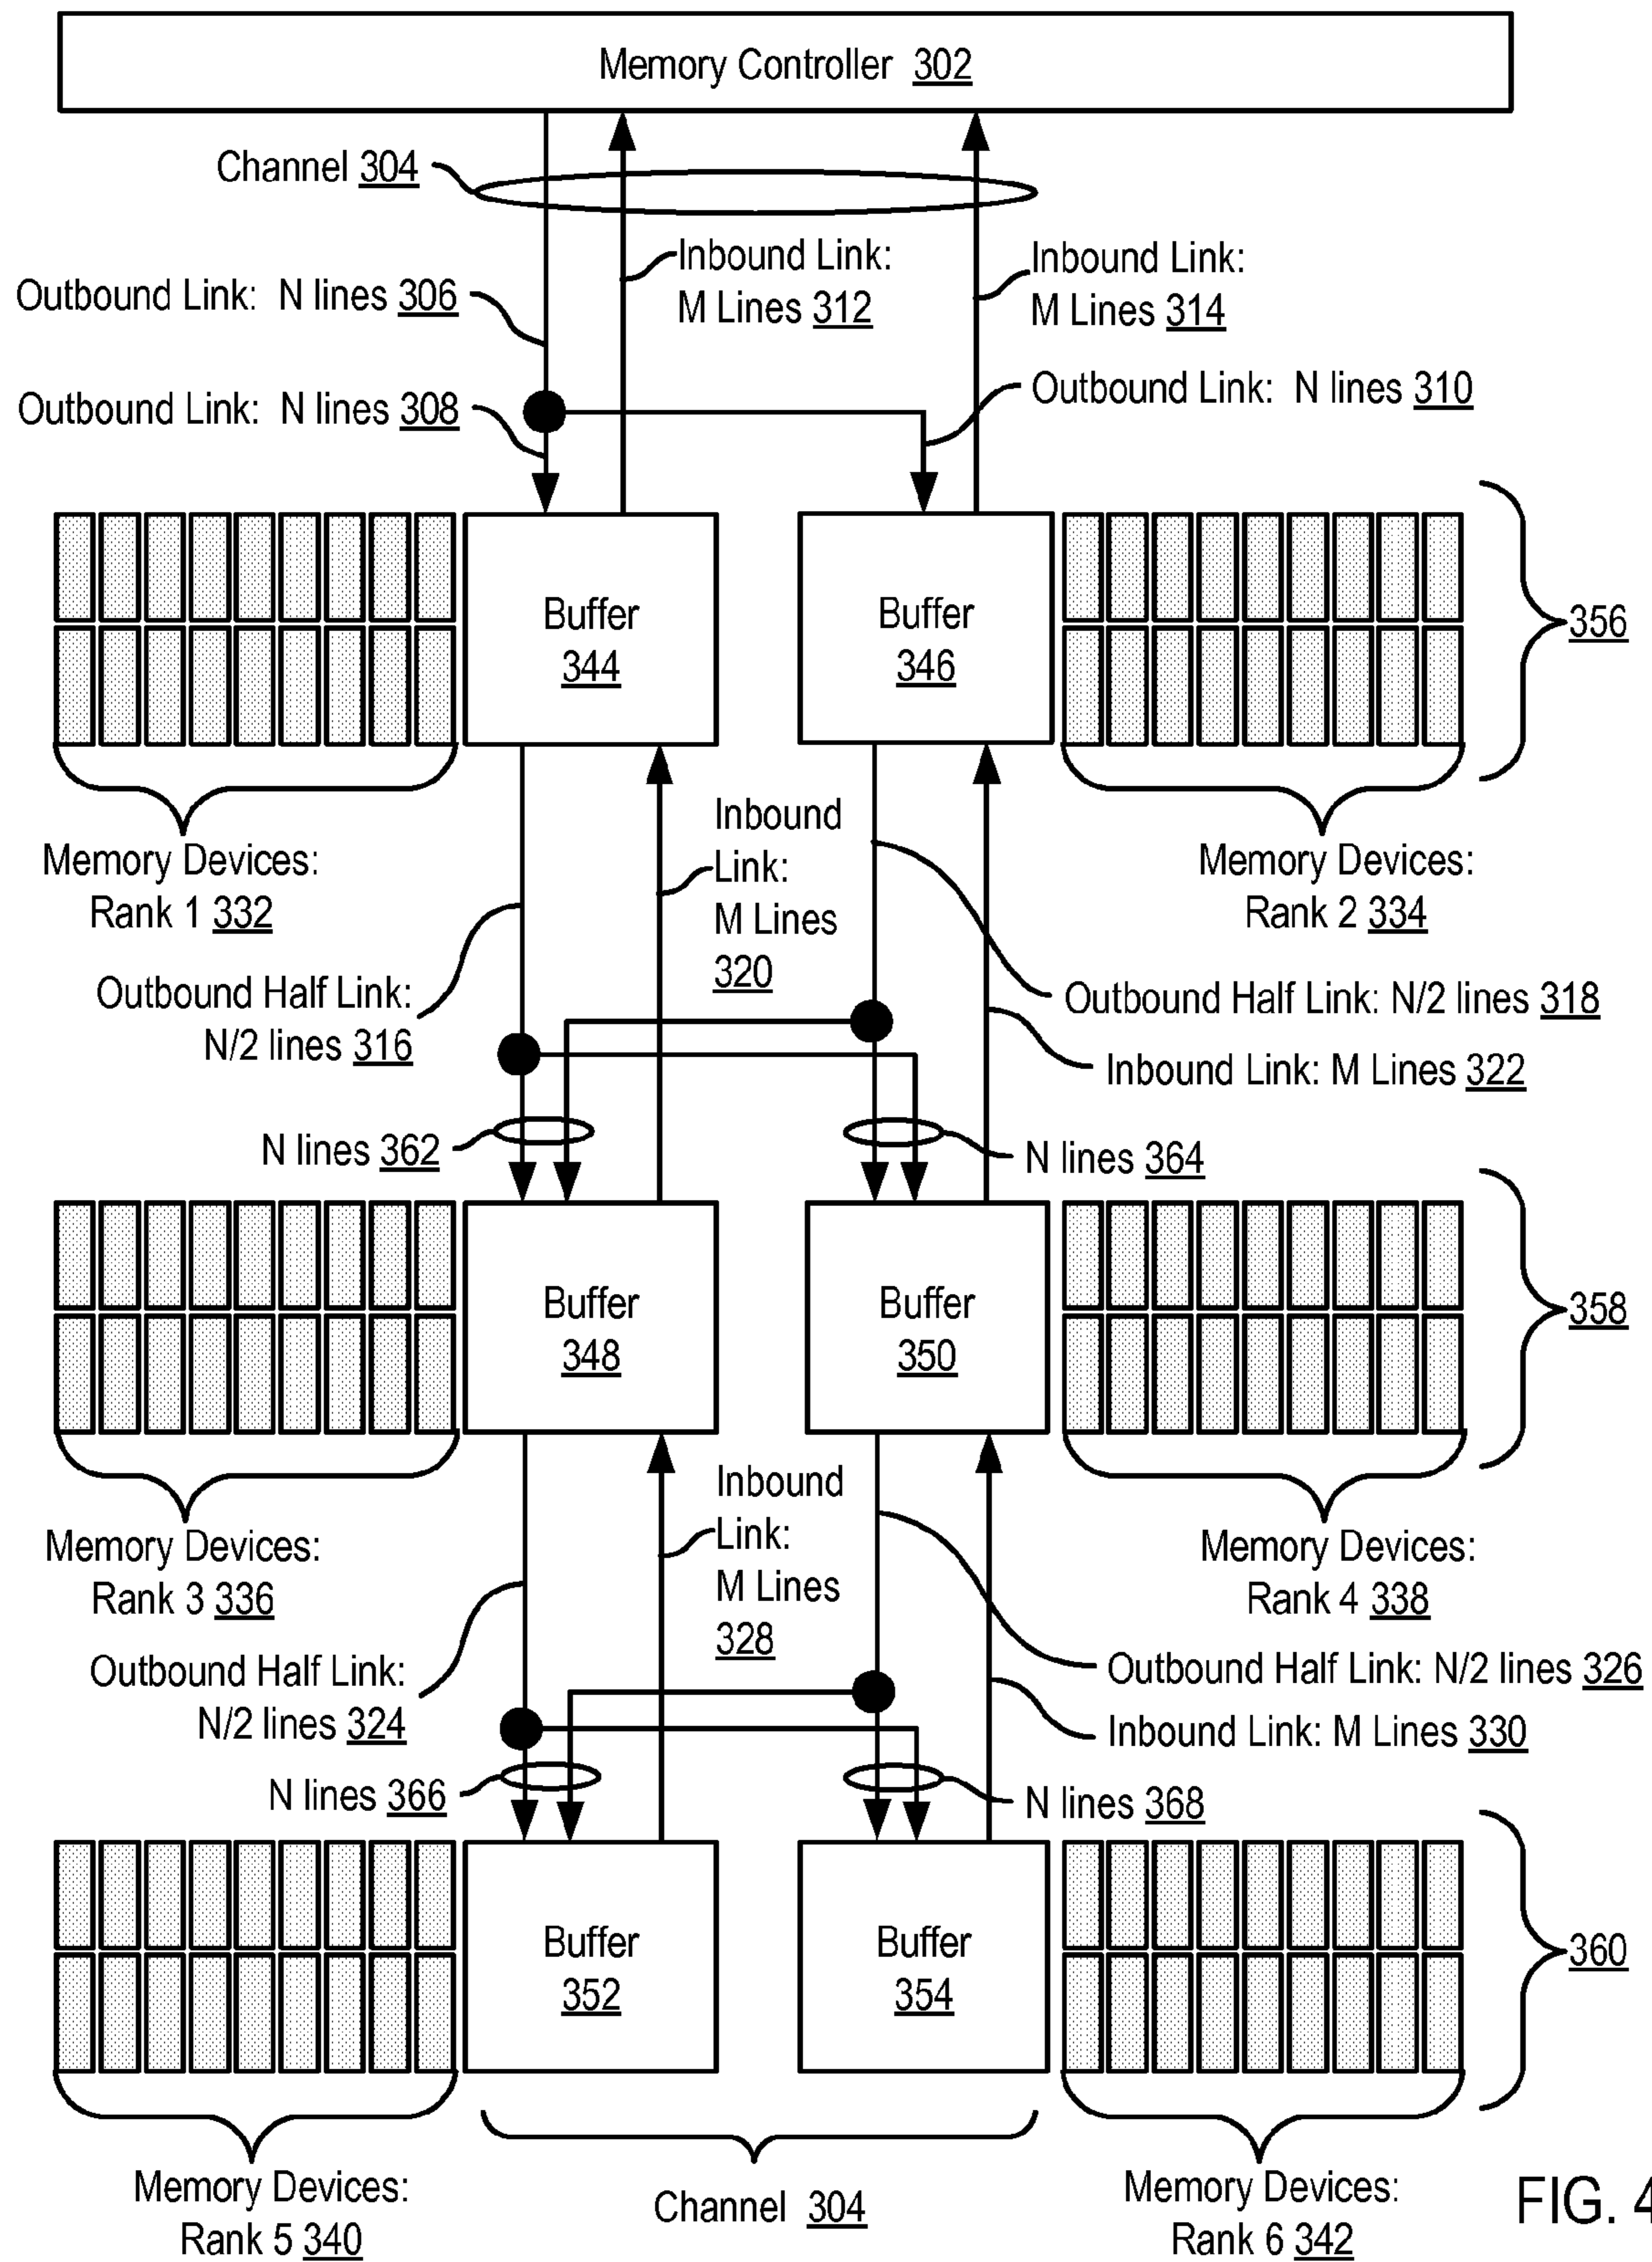 Memory Controller 302
Channel 304
Inbound Link:
M Lines 312
Inbound Link:
M Lines 314
Outbound Link: N lines 306
Outbound Link: N lines 310
Outbound Link: N lines 308
Buffer
344
Buffer
346
356
Memory Devices:
Rank 1 332
Inbound
Link:
M Lines
320
Memory Devices:
Rank 2 334
Outbound Half Link:
N/2 lines 316
Outbound Half Link: N/2 lines 318
Inbound Link: M Lines 322
N lines 362
N lines 364
Buffer
348
Buffer
350
358
Memory Devices:
Rank 3 336
Inbound
Link:
M Lines
328
Memory Devices:
Rank 4 338
Outbound Half Link:
N/2 lines 324
Outbound Half Link: N/2 lines 326
Inbound Link: M Lines 330
N lines 366
N lines 368
Buffer
352
Buffer
354
360
Memory Devices:
Rank 5 340
Channel 304
Memory Devices:
Rank 6 342
FIG. 4